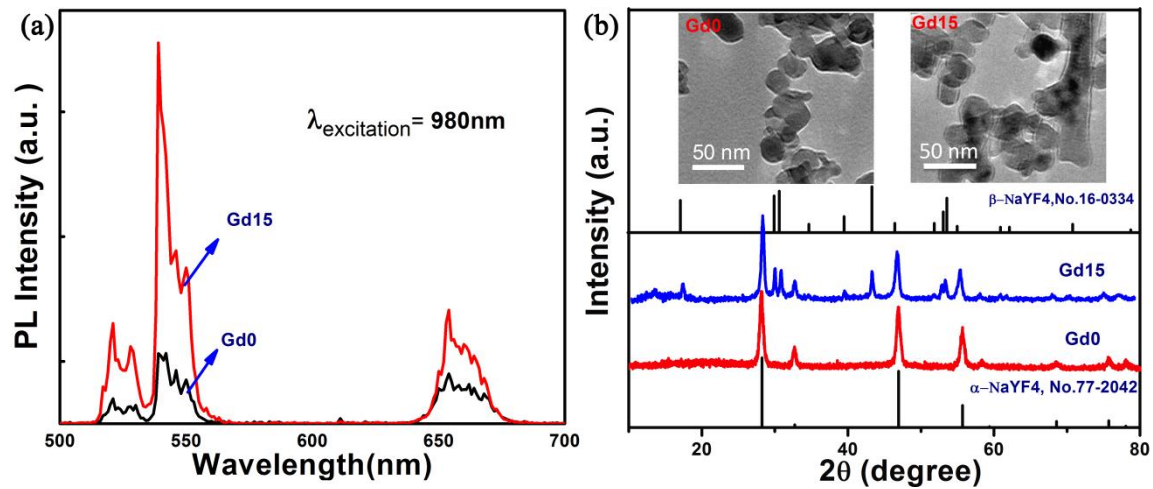 (a)
PL Intensity (a.u.)
λexcitation= 980nm
Gd15
Gd0
500 550 600 650 700
Wavelength(nm)
(b)
Intensity (a.u.)
Gd0
50 nm
Gd15
50 nm
β-NaYF4,No.16-0334
Gd15
Gd0
α-NaYF4, No.77-2042
20 40 60 80
2θ (degree)